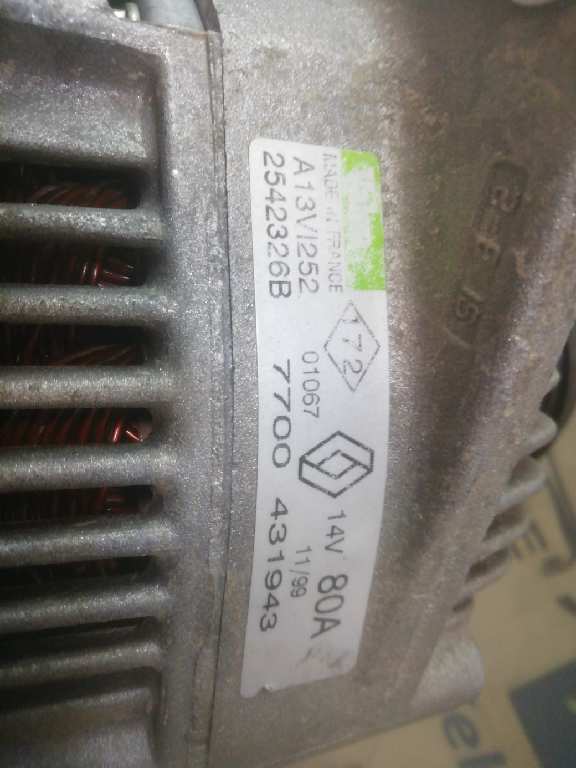 MADE IN FRANCE
A13VI252
2542326B
172
01067
7700 431943
14V 80A
11/99